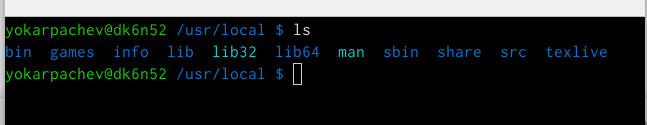 yokarpachev@dk6n52 /usr/local $ ls
bin games info lib lib32 lib64 man sbin share src texlive
yokarpachev@dk6n52 /usr/local $